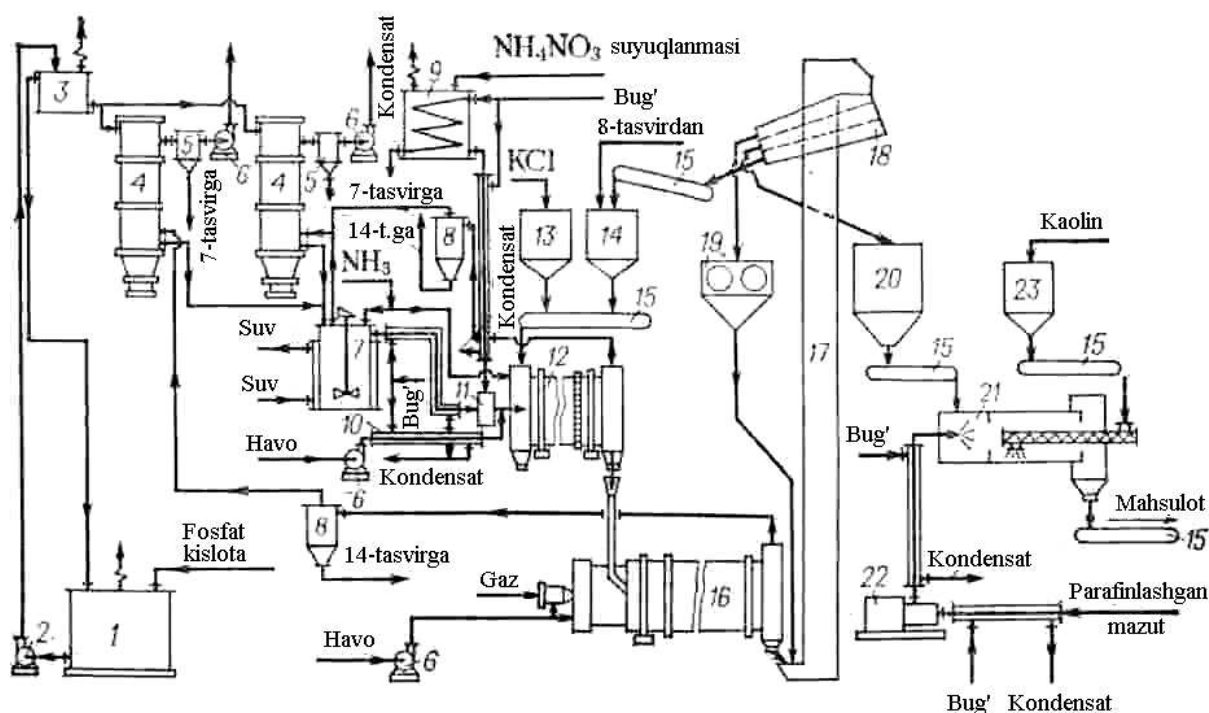 NH₄NO₃ suyuqlanmasi
Kondensat
9
Bug'
8-tasvirdan
3
5
6
6
18
4
4
5
KCl
15
7-tasvirga
7-tasvirga
14-t.ga
8
13
14
Kondensat
19
Kaolin
NH₃
20
23
15
17
Suv
7
12
15
15
Suv
Bug'
11
21
10
Havo
Bug'
Kondensat
6
Mahsulot
8
15
Fosfat
kislota
14-tasvirga
Gaz
16
Kondensat
22
Parafinlashgan
mazut
2
1
Havo
6
Bug'
Kondensat